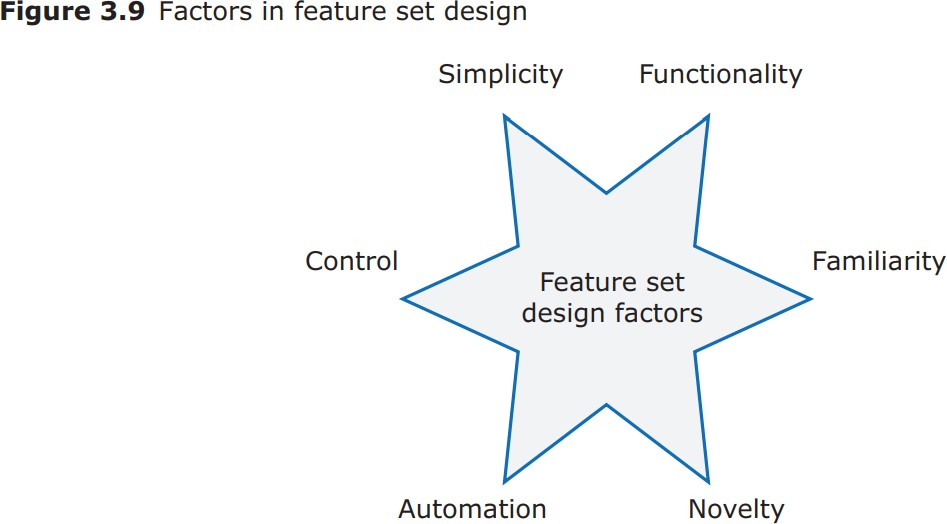 Figure 3.9 Factors in feature set design
Simplicity
Functionality
Control
Familiarity
Feature set
design factors
Automation
Novelty